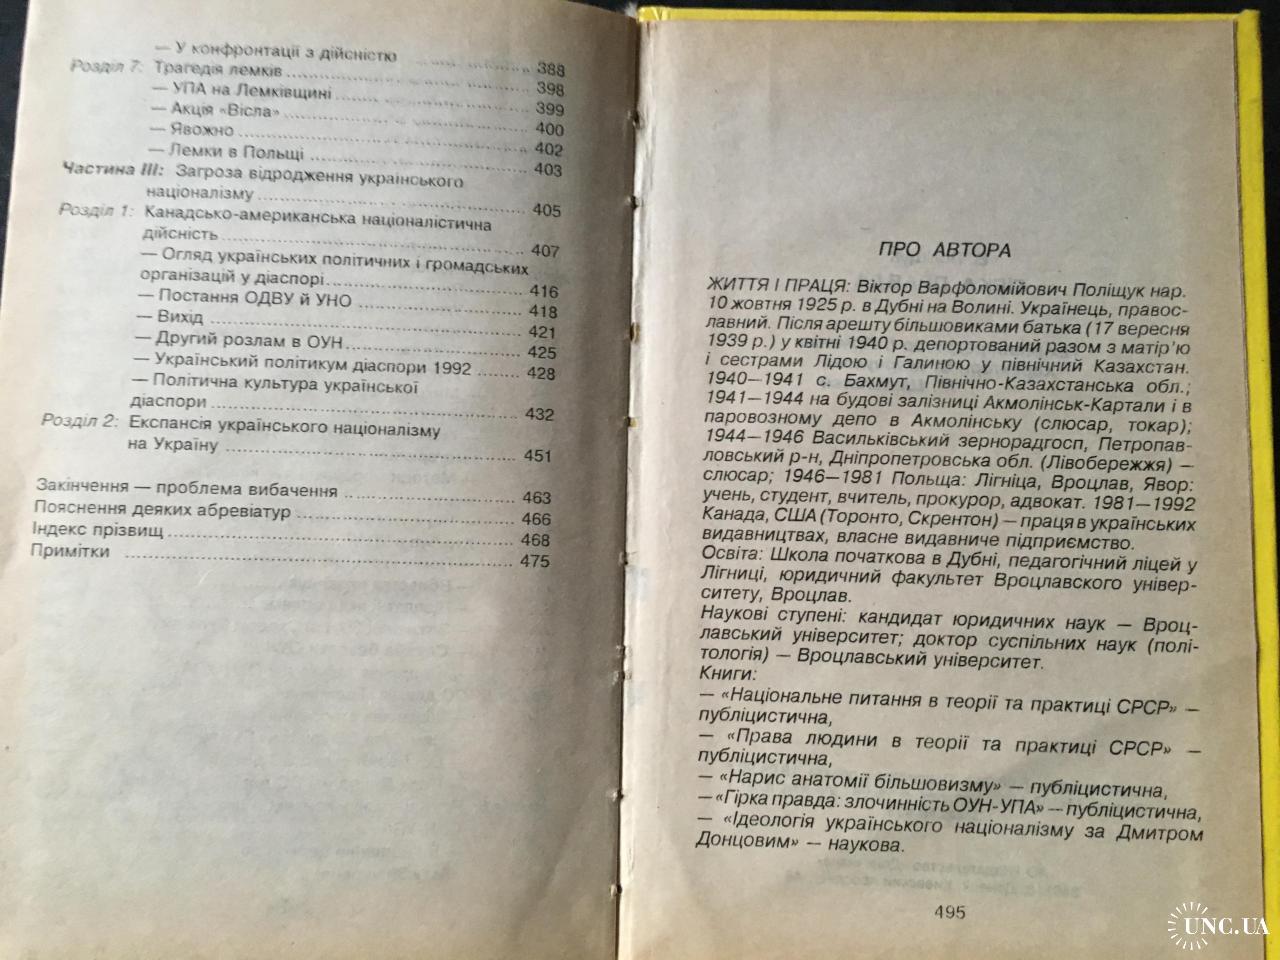 — У конфронтації з дійсністю ........ 388
Розділ 7: Трагедія лемків ........ 398
— УПА на Лемківщині ........ 399
— Акція «Вісла» ........ 400
— Явожно ........ 402
— Лемки в Польщі ........ 403
Частина III: Загроза відродження українського
націоналізму ........ 405
Розділ 1: Канадсько-американська націоналістична
дійсність ........ 407
— Огляд українських політичних і громадських
організацій у діаспорі ........ 416
— Постання ОДВУ й УНО ........ 418
— Вихід ........ 421
— Другий розлам в ОУН ........ 425
— Український політикум діаспори 1992 ........ 428
— Політична культура української
діаспори ........ 432
Розділ 2: Експансія українського націоналізму
на Україну ........ 451
Закінчення — проблема вибачення ........ 463
Пояснення деяких абревіатур ........ 466
Індекс прізвищ ........ 468
Примітки ........ 475
ПРО АВТОРА
ЖИТТЯ І ПРАЦЯ: Віктор Варфоломійович Поліщук нар.
10 жовтня 1925 р. в Дубні на Волині. Українець, право-
славний. Після арешту більшовиками батька (17 вересня
1939 р.) у квітні 1940 р. депортований разом з матір'ю
і сестрами Лідою і Галиною у північний Казахстан.
1940—1941 с. Бахмут, Північно-Казахстанська обл.;
1941—1944 на будові залізниці Акмолінськ-Картали і в
паровозному депо в Акмолінську (слюсар, токар);
1944—1946 Васильківський зернорадгосп, Петропав-
ловський р-н, Дніпропетровська обл. (Лівобережжя) —
слюсар; 1946—1981 Польща: Лігніца, Вроцлав, Явор:
учень, студент, вчитель, прокурор, адвокат. 1981—1992
Канада, США (Торонто, Скрентон) — праця в українських
видавництвах, власне видавниче підприємство.
Освіта: Школа початкова в Дубні, педагогічний ліцей у
Лігниці, юридичний факультет Вроцлавского універ-
ситету, Вроцлав.
Наукові ступені: кандидат юридичних наук — Вроц-
лавський університет; доктор суспільних наук (полі-
тологія) — Вроцлавський університет.
Книги:
— «Національне питання в теорії та практиці СРСР» —
публіцистична,
— «Права людини в теорії та практиці СРСР» —
публіцистична,
— «Нарис анатомії більшовизму» — публіцистична,
— «Гірка правда: злочинність ОУН-УПА» — публіцистична,
— «Ідеологія українського націоналізму за Дмитром
Донцовим» — наукова.
495
UNC.UA